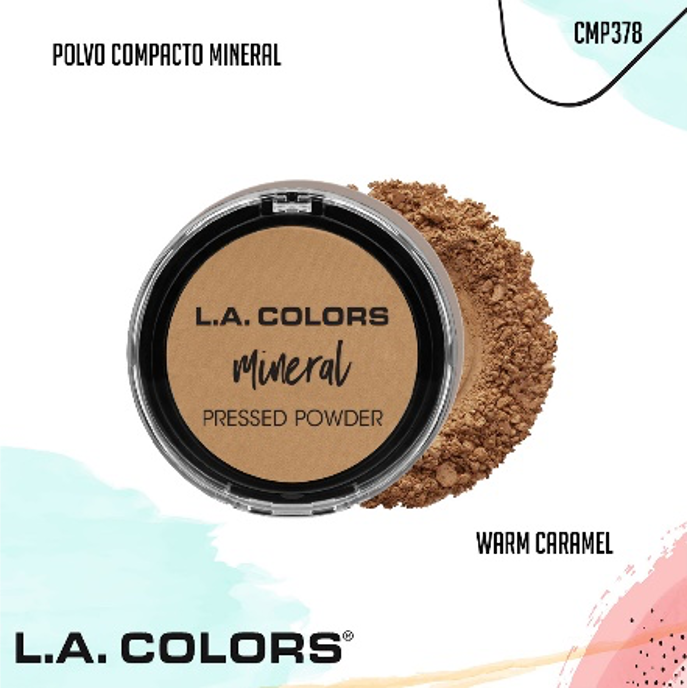 POLVO COMPACTO MINERAL
CMP378
L.A. COLORS
mineral
PRESSED POWDER
WARM CARAMEL
L.A. COLORS®